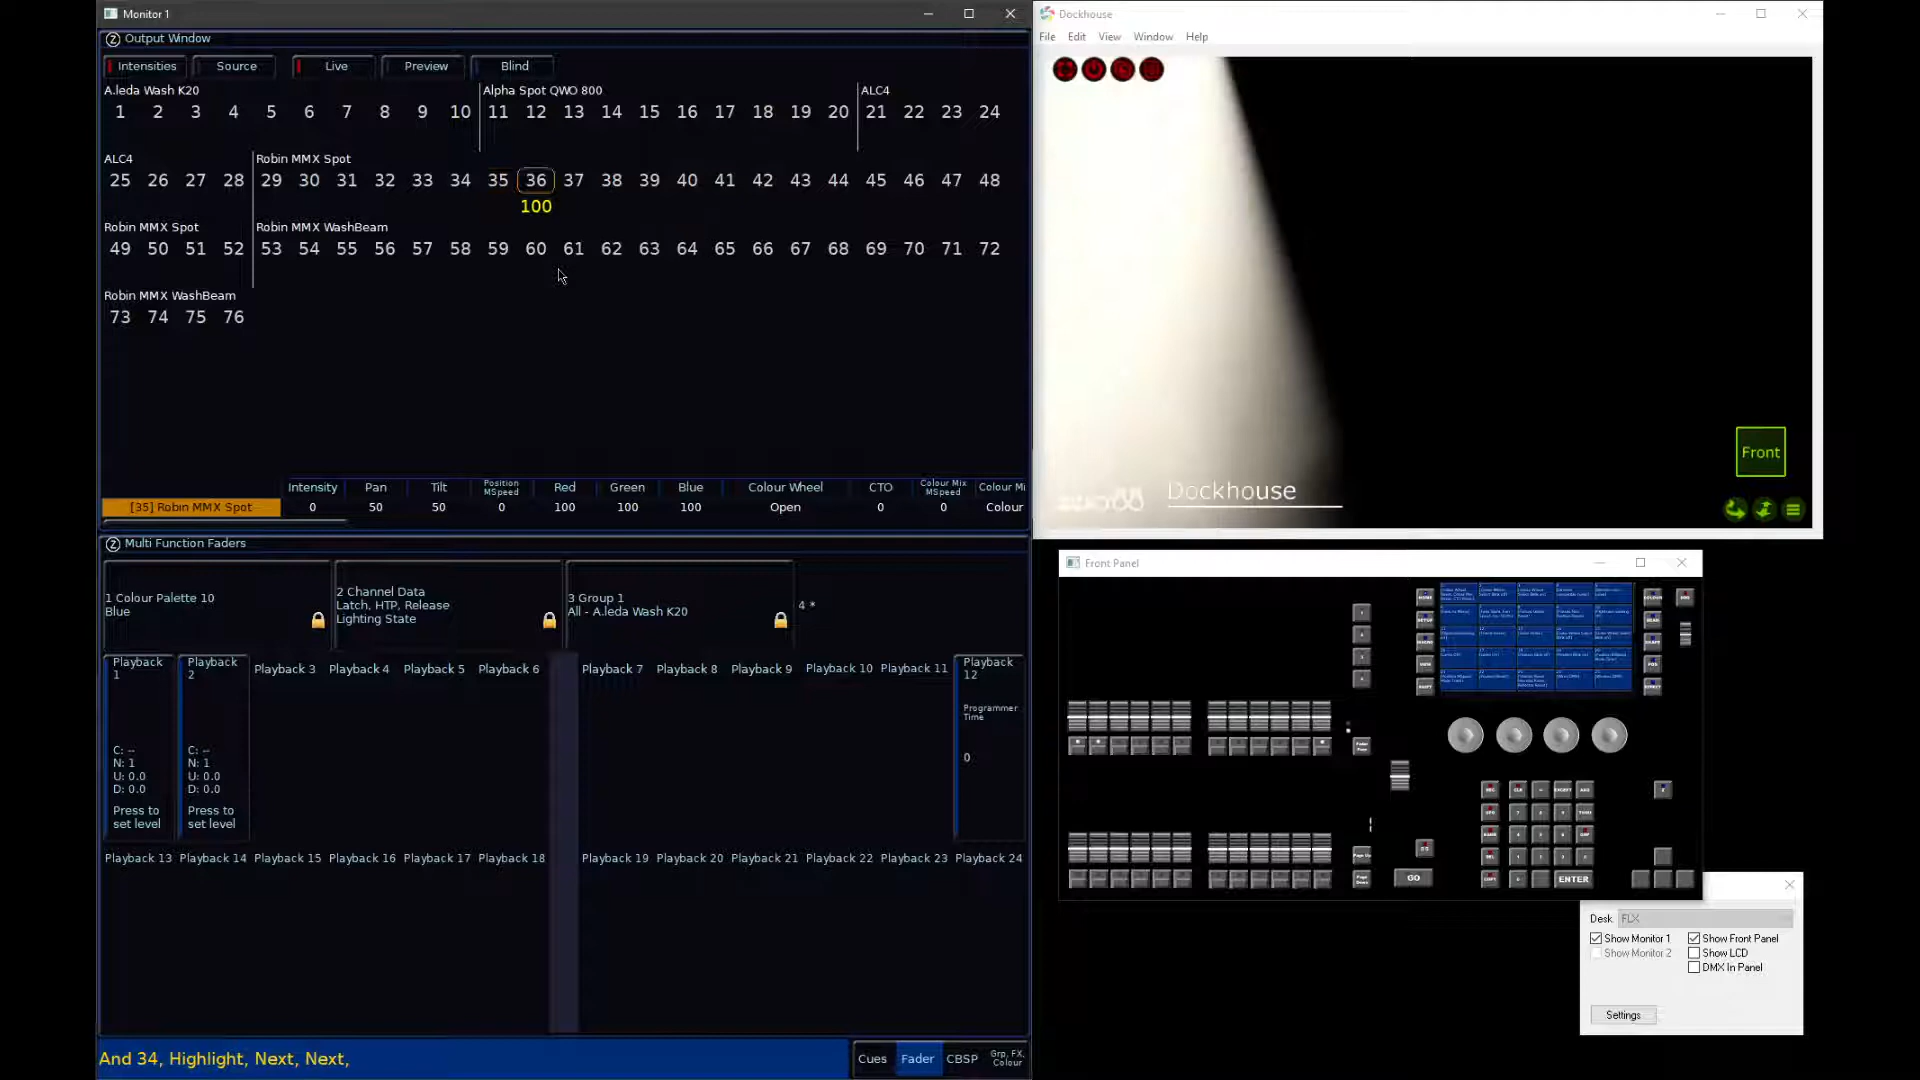 Monitor 1
Output Window
Intensities Source Live Preview Blind
A.leda Wash K20 Alpha Spot QWO 800 ALC4
1 2 3 4 5 6 7 8 9 10 11 12 13 14 15 16 17 18 19 20 21 22 23 24
ALC4 Robin MMX Spot
25 26 27 28 29 30 31 32 33 34 35 36 37 38 39 40 41 42 43 44 45 46 47 48
100
Robin MMX Spot Robin MMX WashBeam
49 50 51 52 53 54 55 56 57 58 59 60 61 62 63 64 65 66 67 68 69 70 71 72
Robin MMX WashBeam
73 74 75 76
Intensity Pan Tilt Position MSpeed Red Green Blue Colour Wheel CTO Colour Mix MSpeed Colour Mi
[35] Robin MMX Spot 0 50 50 0 100 100 100 Open 0 0 Colour
Multi Function Faders
1 Colour Palette 10
Blue
2 Channel Data
Latch, HTP, Release
Lighting State
3 Group 1
All - A.leda Wash K20
4 *
Playback 1
C: --
N: 1
U: 0.0
D: 0.0
Press to
set level
Playback 2
C: --
N: 1
U: 0.0
D: 0.0
Press to
set level
Playback 3 Playback 4 Playback 5 Playback 6 Playback 7 Playback 8 Playback 9 Playback 10 Playback 11
Playback 12
Programmer
Time
0
Playback 13 Playback 14 Playback 15 Playback 16 Playback 17 Playback 18 Playback 19 Playback 20 Playback 21 Playback 22 Playback 23 Playback 24
And 34, Highlight, Next, Next,
Cues Fader CBSP Grp, FX, Colour
Dockhouse
File Edit View Window Help
Front
Dockhouse
Front Panel
GO
ENTER
Desk FLX
Show Monitor 1 Show Front Panel
Show Monitor 2 Show LCD
DMX In Panel
Settings